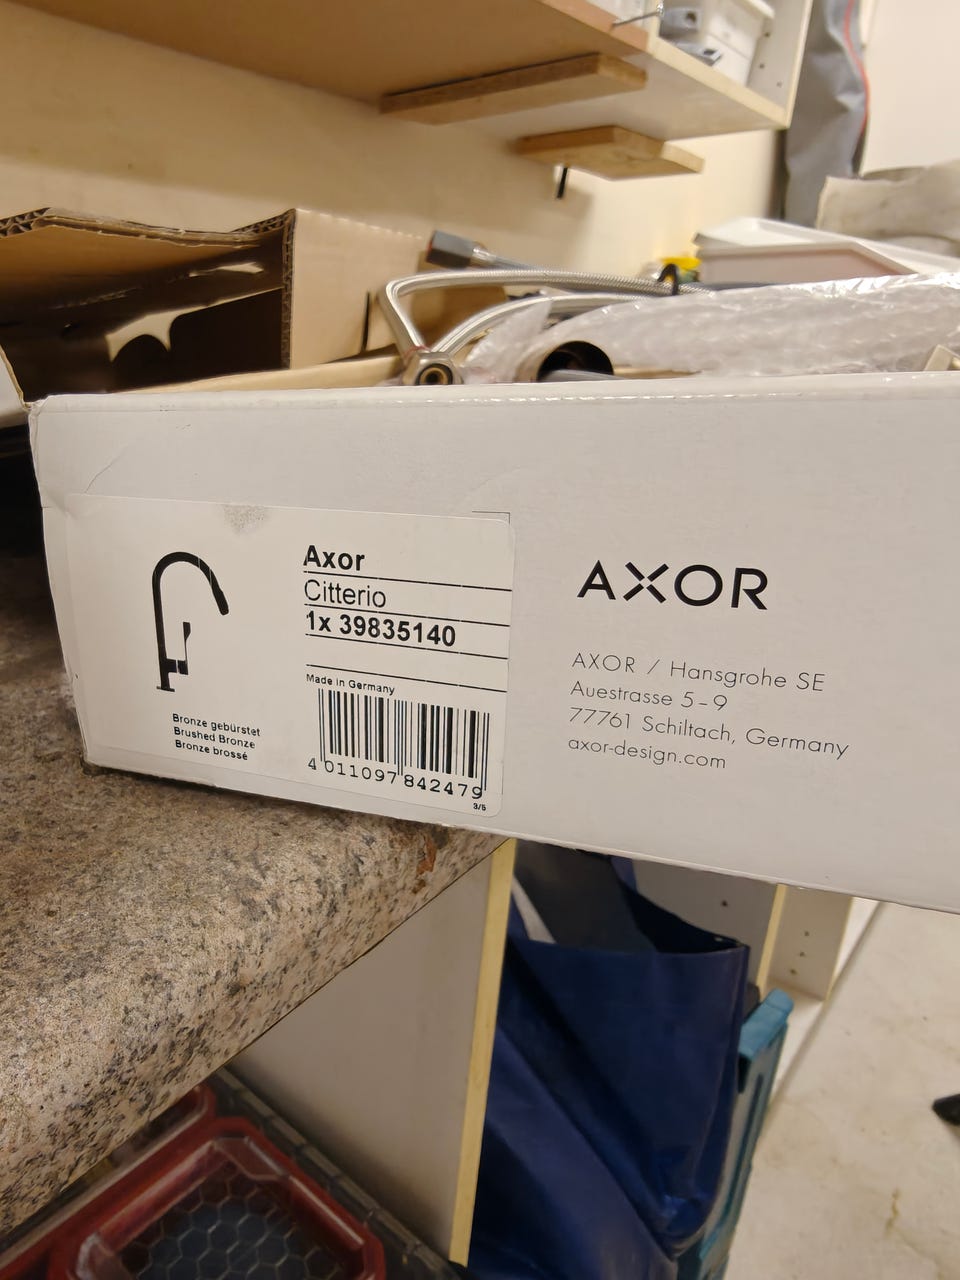 Axor
Citterio
1x 39835140
Made in Germany
4 011097 842479
3/5
Bronze gebürstet
Brushed Bronze
Bronze brossé
AXOR
AXOR / Hansgrohe SE
Auestrasse 5-9
77761 Schiltach, Germany
axor-design.com